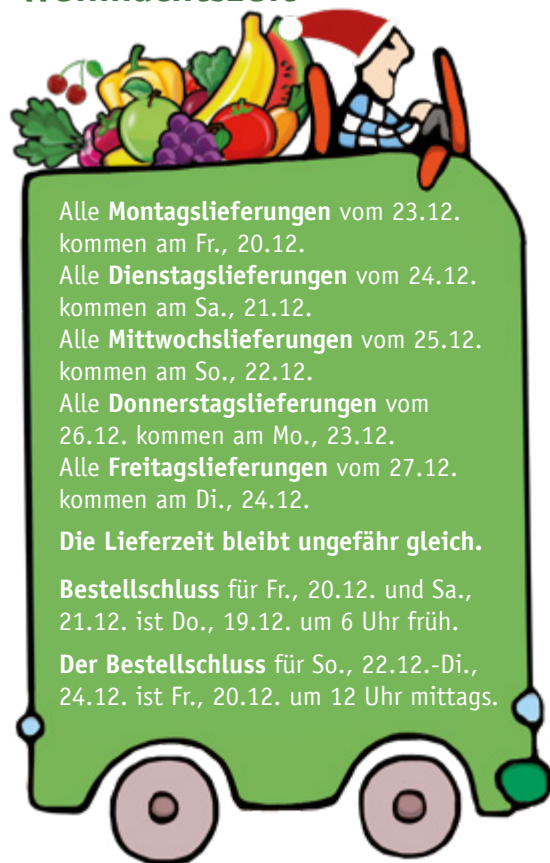 Alle Montagslieferungen vom 23.12.
kommen am Fr., 20.12.
Alle Dienstagslieferungen vom 24.12.
kommen am Sa., 21.12.
Alle Mittwochslieferungen vom 25.12.
kommen am So., 22.12.
Alle Donnerstagslieferungen vom
26.12. kommen am Mo., 23.12.
Alle Freitagslieferungen vom 27.12.
kommen am Di., 24.12.
Die Lieferzeit bleibt ungefähr gleich.
Bestellschluss für Fr., 20.12. und Sa.,
21.12. ist Do., 19.12. um 6 Uhr früh.
Der Bestellschluss für So., 22.12.-Di.,
24.12. ist Fr., 20.12. um 12 Uhr mittags.